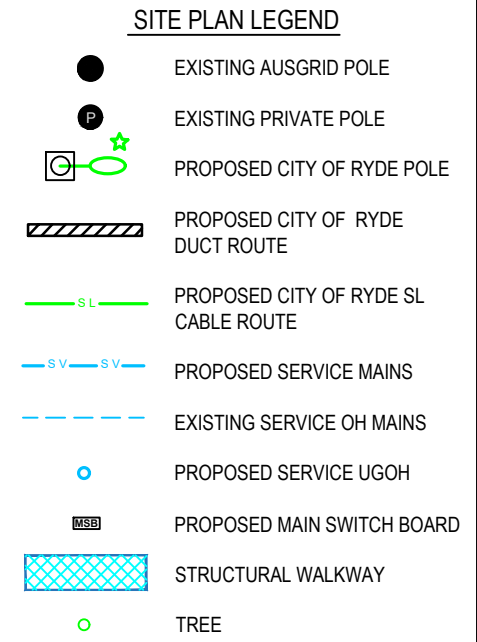 SITE PLAN LEGEND
EXISTING AUSGRID POLE
P EXISTING PRIVATE POLE
PROPOSED CITY OF RYDE POLE
PROPOSED CITY OF RYDE
DUCT ROUTE
SL PROPOSED CITY OF RYDE SL
CABLE ROUTE
SV SV PROPOSED SERVICE MAINS
EXISTING SERVICE OH MAINS
PROPOSED SERVICE UGOH
MSB PROPOSED MAIN SWITCH BOARD
STRUCTURAL WALKWAY
TREE